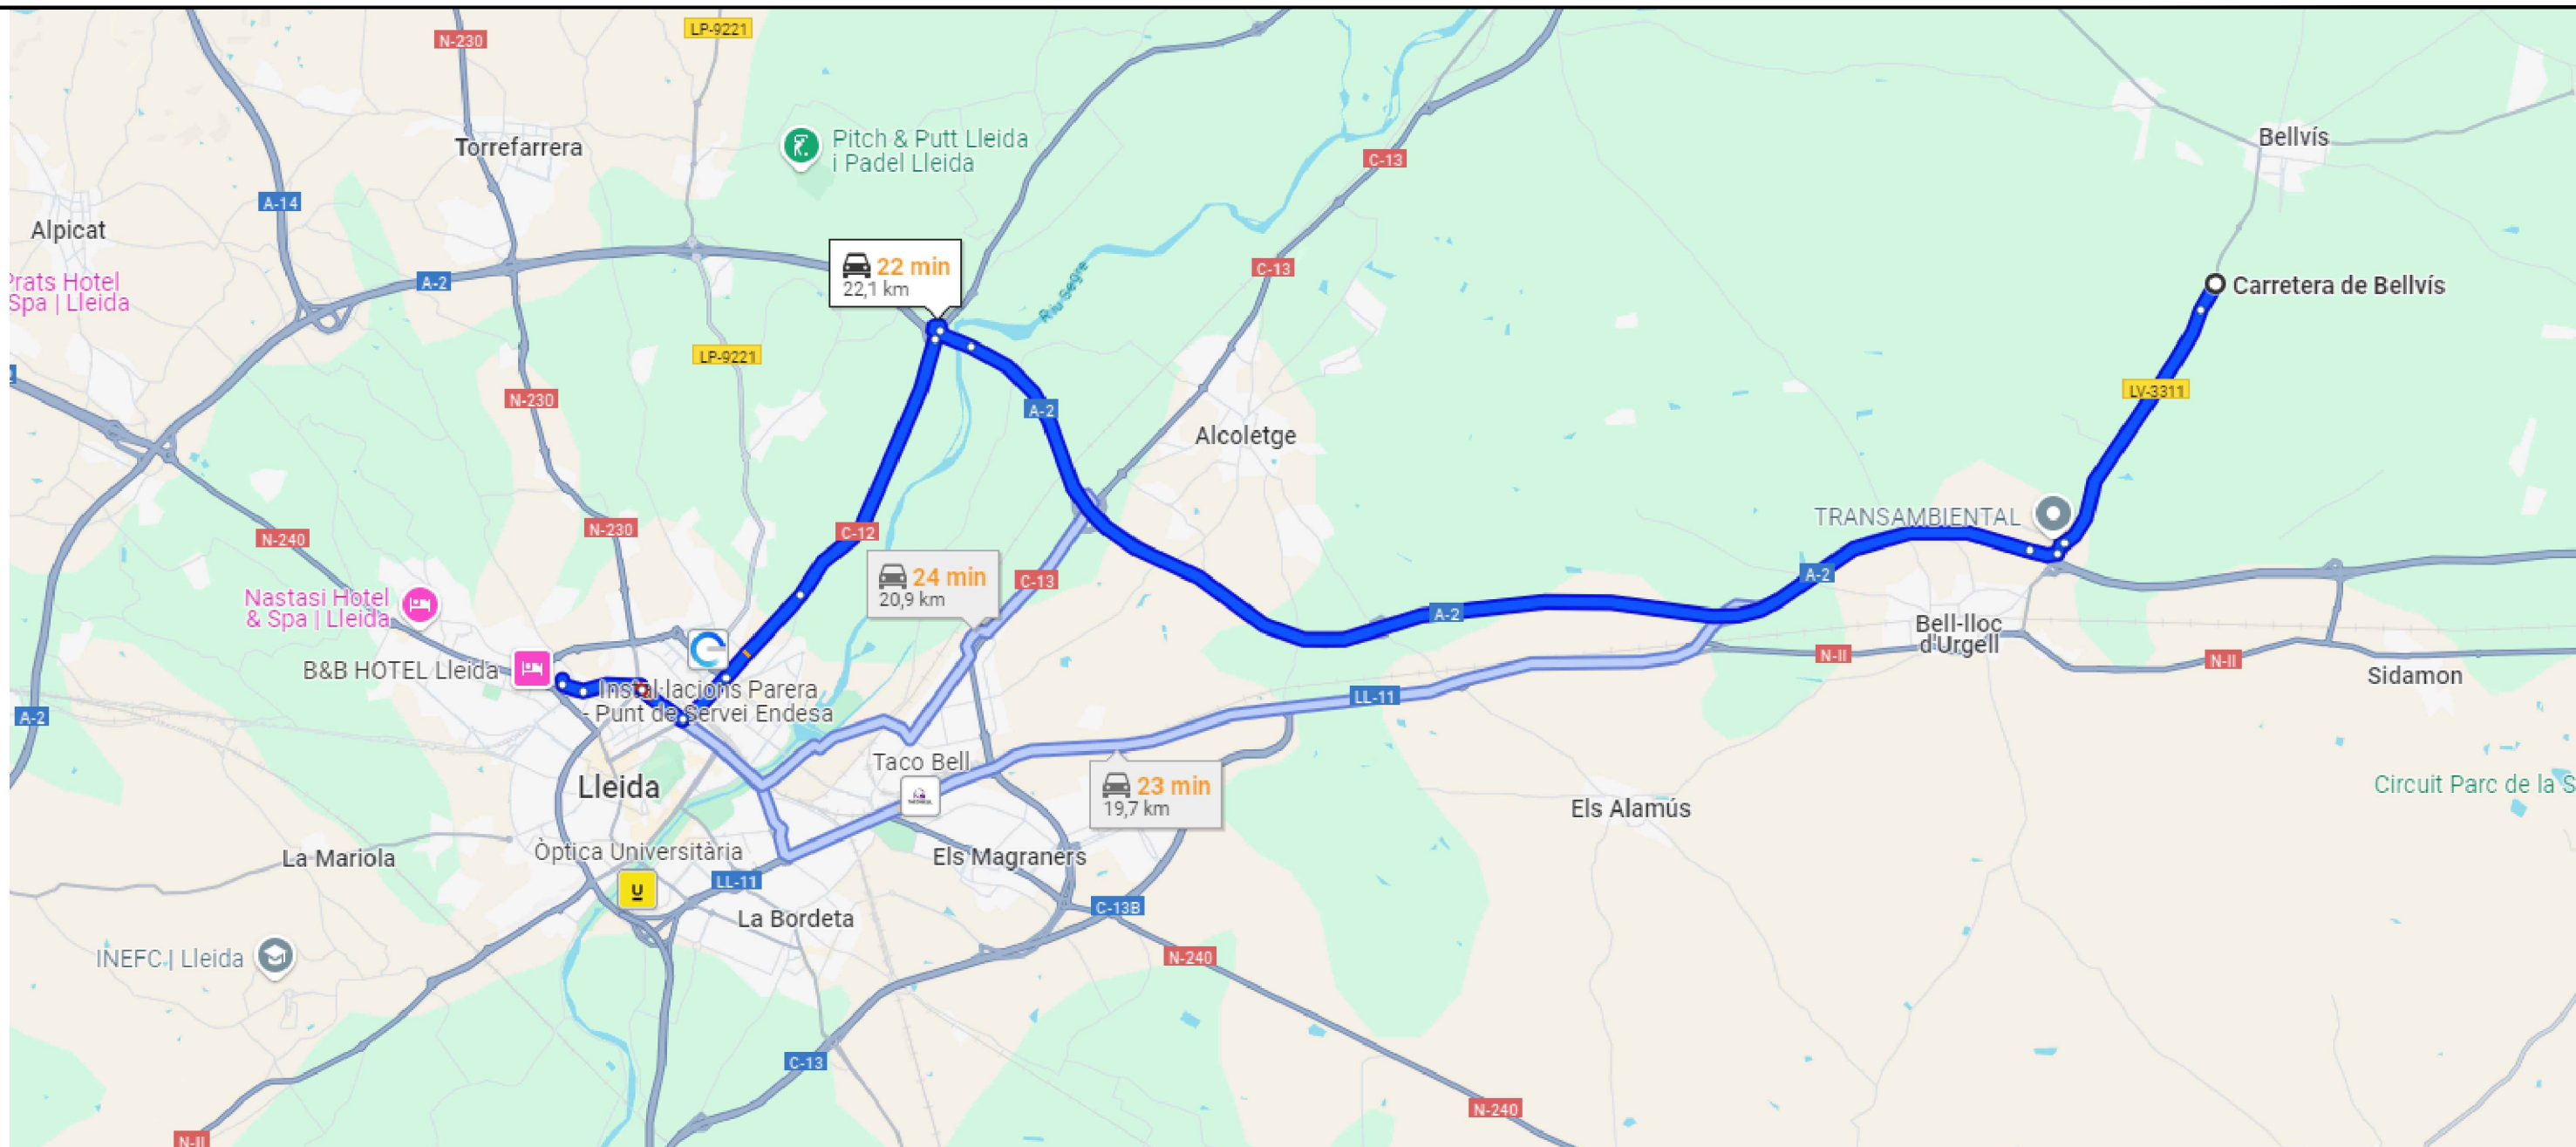 N-230
LP-9221
Torrefarrera
Pitch & Putt Lleida
i Padel Lleida
C-13
Bellvís
A-14
Alpicat
Prats Hotel
Spa | Lleida
A-2
22 min
22,1 km
Riu Segre
C-13
Carretera de Bellvís
LP-9221
N-230
A-2
LV-3311
Alcoletge
N-240
N-230
C-12
TRANSAMBIENTAL
24 min
20,9 km
C-13
A-2
Nastasi Hotel
& Spa | Lleida
A-2
Bell-lloc
d'Urgell
N-II
N-II
Sidamon
B&B HOTEL Lleida
Instal·lacions Parera
- Punt de Servei Endesa
LL-11
A-2
Taco Bell
Lleida
23 min
19,7 km
Circuit Parc de la S
Els Alamús
La Mariola
Òptica Universitària
Els Magraners
LL-11
U
La Bordeta
C-13B
INEFC | Lleida
N-240
C-13
N-240
N-II